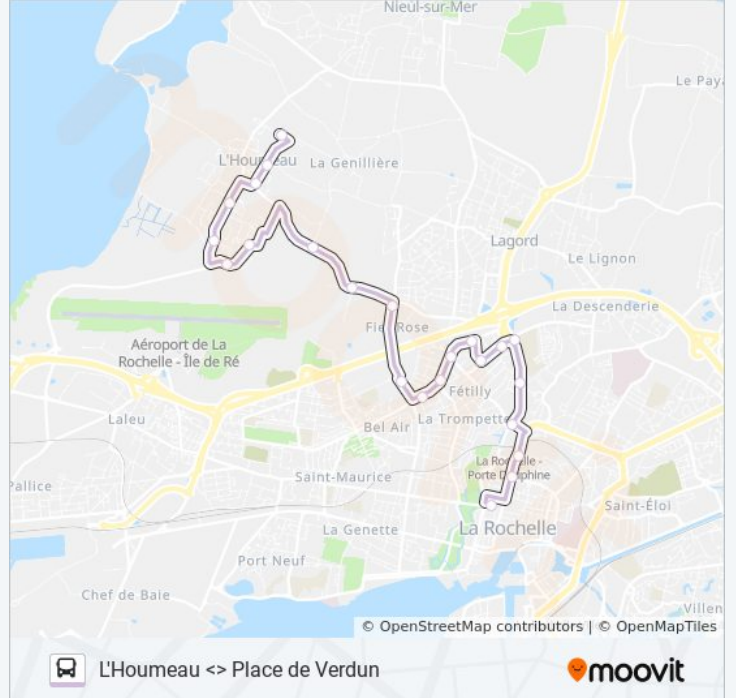 Nieul-sur-Mer
Le Pay
L'Houmeau
La Genillière
Lagord
Le Lignon
La Descenderie
Aéroport de La
Rochelle - Île de Ré
Fief Rose
Fétilly
Laleu
La Trompette
Bel Air
La Rochelle -
Porte Dauphine
Saint-Maurice
Pallice
Saint-Éloi
La Genette
La Rochelle
Port Neuf
Chef de Baie
Villen
© OpenStreetMap contributors | © OpenMapTiles
L'Houmeau <> Place de Verdun
moovit